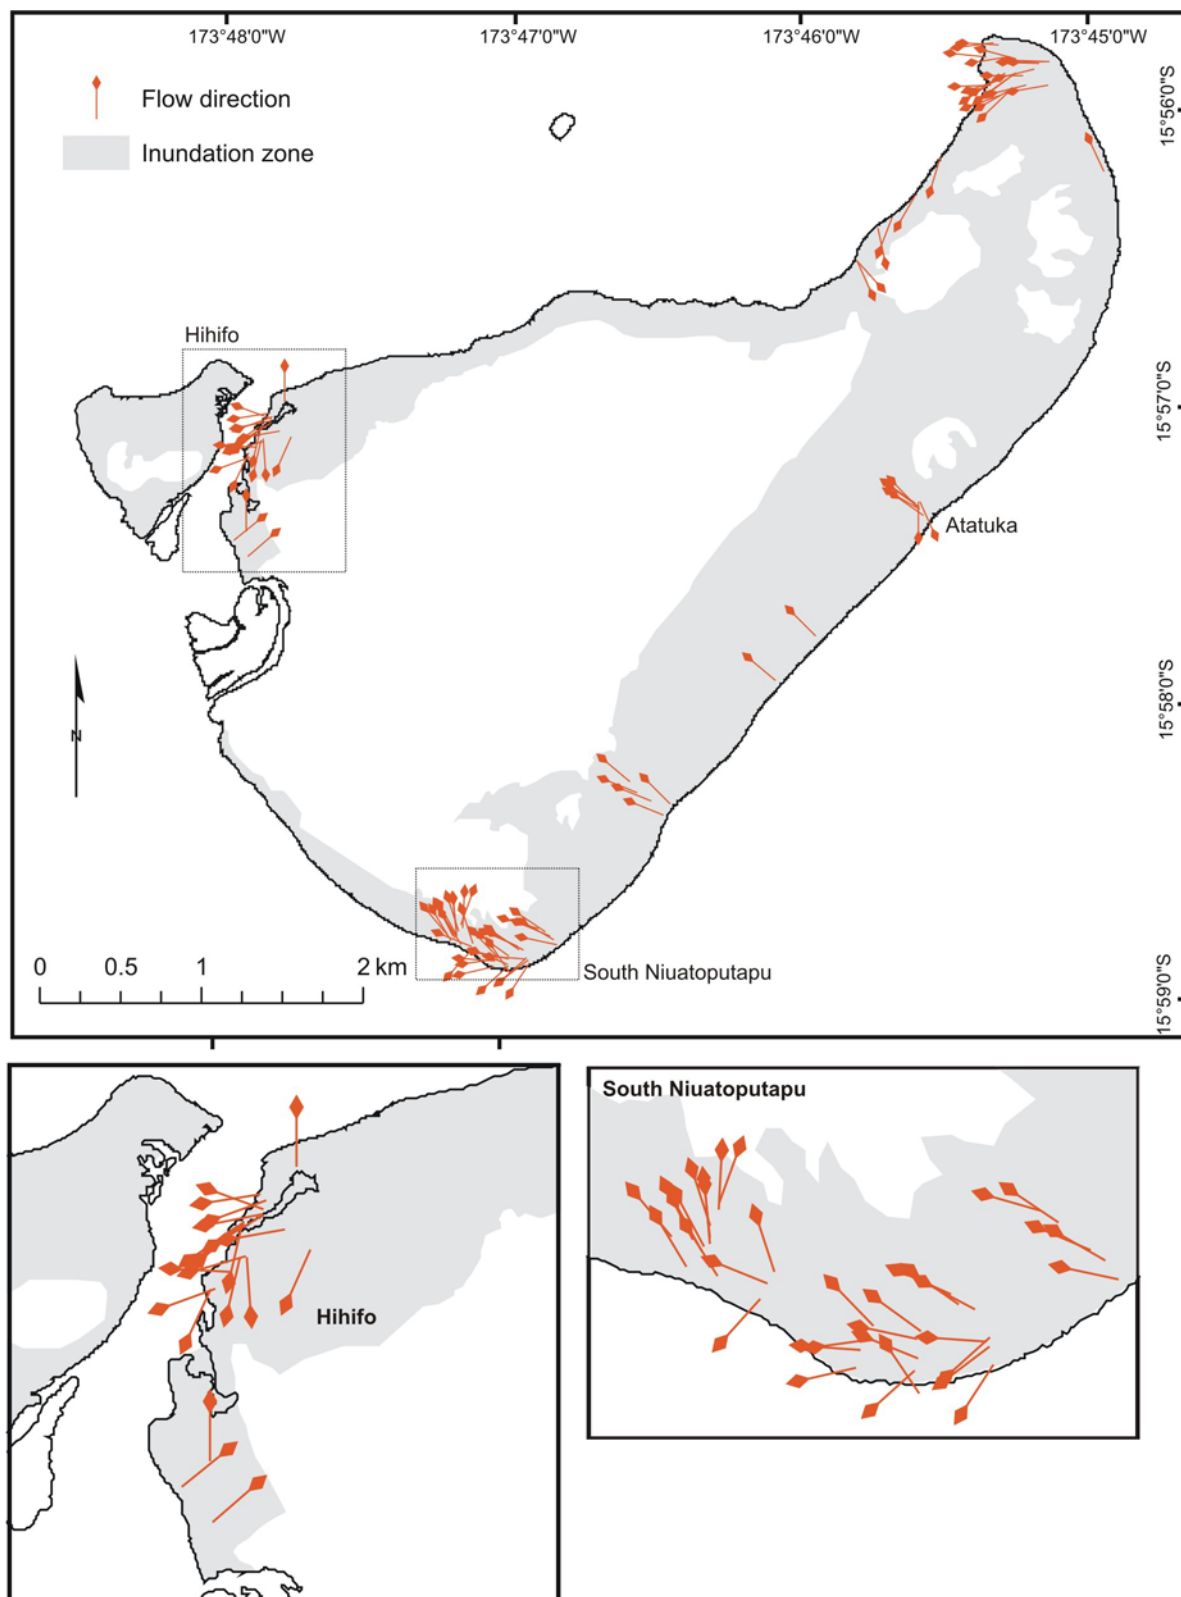 173°48'0"W
173°47'0"W
173°46'0"W
173°45'0"W
Flow direction
Inundation zone
15°56'0"S
Hihifo
15°57'0"S
Atatuka
15°58'0"S
N
0 0.5 1 2 km
South Niuatoputapu
15°59'0"S
South Niuatoputapu
Hihifo